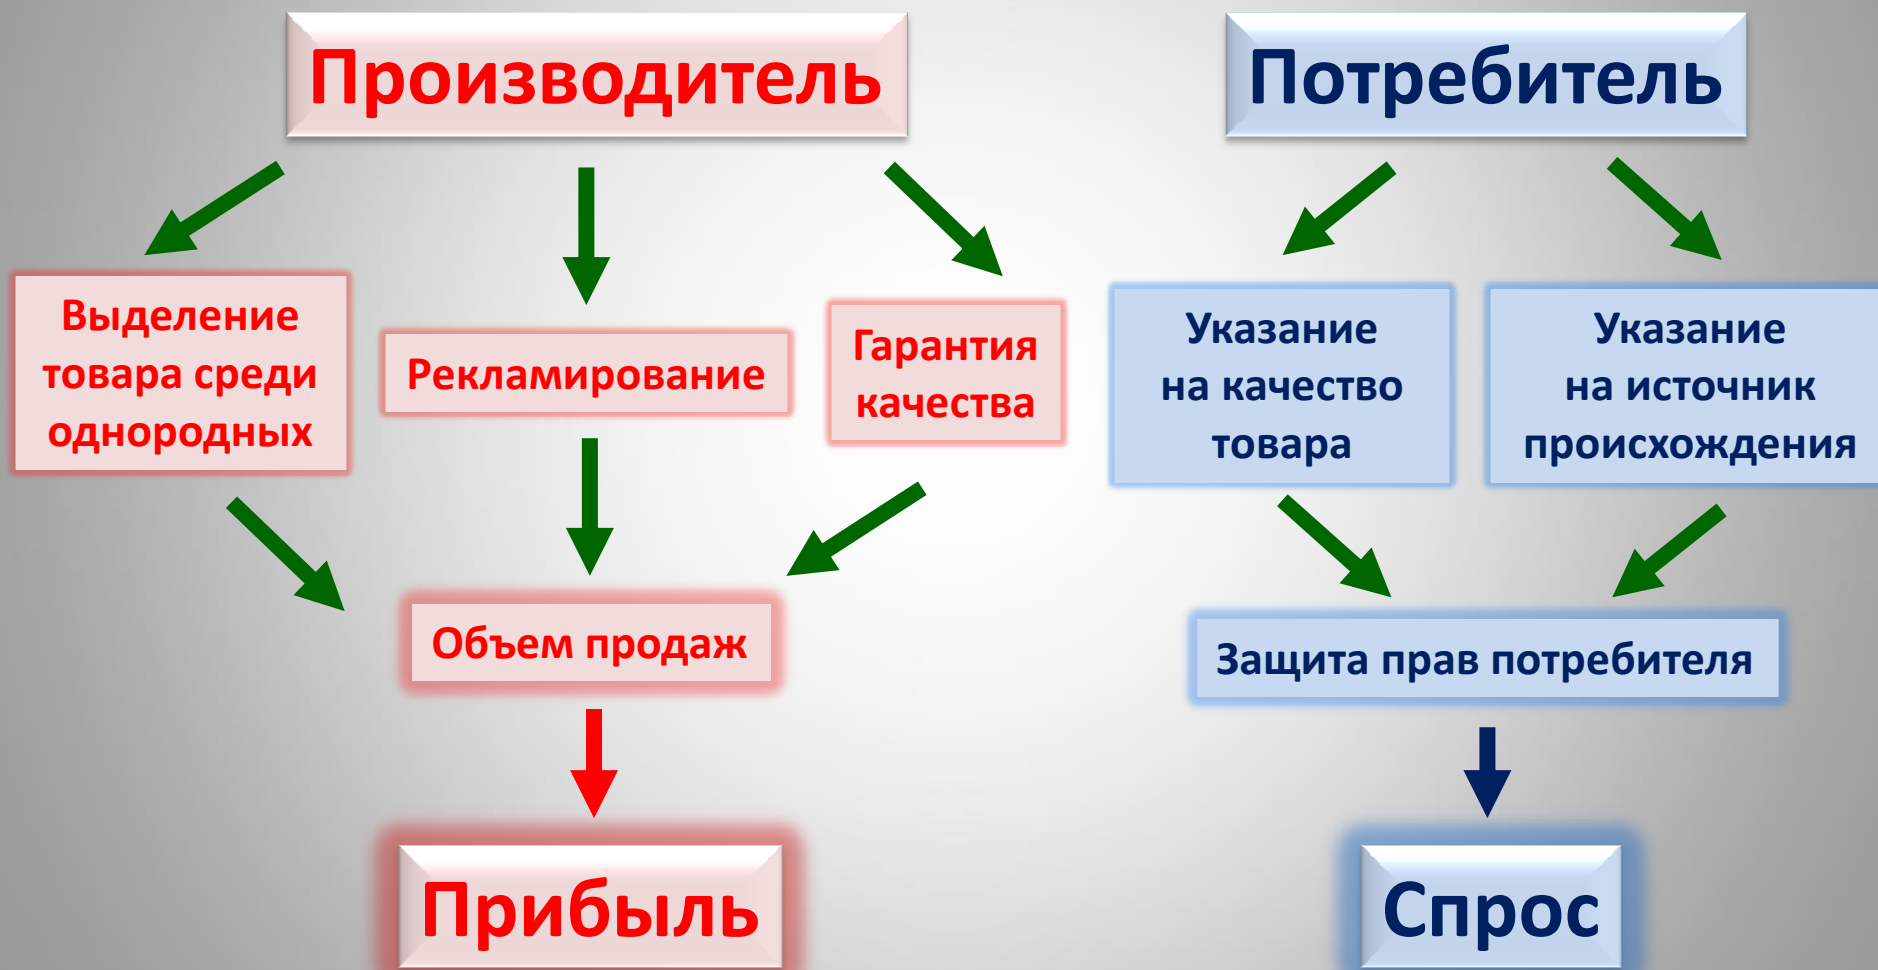 Производитель
Потребитель
Выделение
товара среди
однородных
Рекламирование
Гарантия
качества
Указание
на качество
товара
Указание
на источник
происхождения
Объем продаж
Защита прав потребителя
Прибыль
Спрос